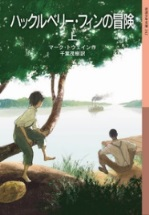 ハックルベリー・フィンの冒険
上
マーク・トウェイン作
千葉茂樹訳